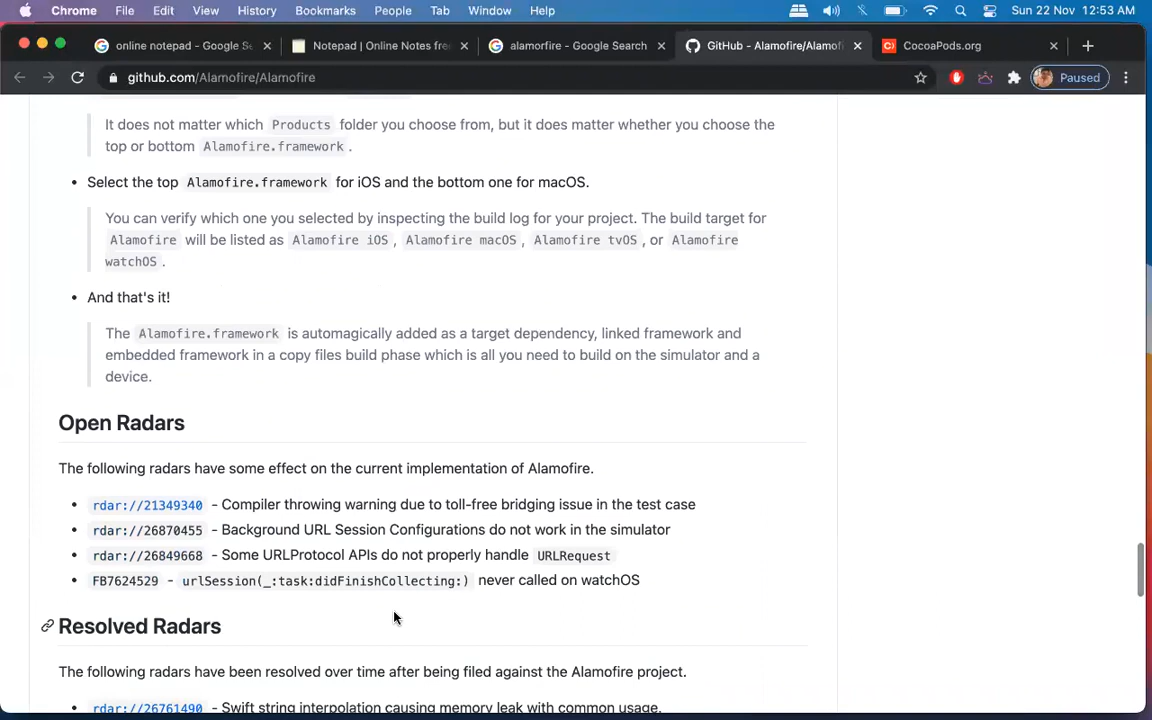 Chrome File Edit View History Bookmarks People Tab Window Help Sun 22 Nov 12:53 AM
online notepad - Google Se
Notepad | Online Notes fre
alamorfire - Google Search
GitHub - Alamofire/Alamof
CocoaPods.org
github.com/Alamofire/Alamofire
Paused
It does not matter which Products folder you choose from, but it does matter whether you choose the
top or bottom Alamofire.framework .
• Select the top Alamofire.framework for iOS and the bottom one for macOS.
You can verify which one you selected by inspecting the build log for your project. The build target for
Alamofire will be listed as Alamofire iOS , Alamofire macOS , Alamofire tvOS , or Alamofire
watchOS .
• And that's it!
The Alamofire.framework is automagically added as a target dependency, linked framework and
embedded framework in a copy files build phase which is all you need to build on the simulator and a
device.
Open Radars
The following radars have some effect on the current implementation of Alamofire.
• rdar://21349340 - Compiler throwing warning due to toll-free bridging issue in the test case
• rdar://26870455 - Background URL Session Configurations do not work in the simulator
• rdar://26849668 - Some URLProtocol APIs do not properly handle URLRequest
• FB7624529 - urlSession(_:task:didFinishCollecting:) never called on watchOS
Resolved Radars
The following radars have been resolved over time after being filed against the Alamofire project.
• rdar://26761490 - Swift string interpolation causing memory leak with common usage.